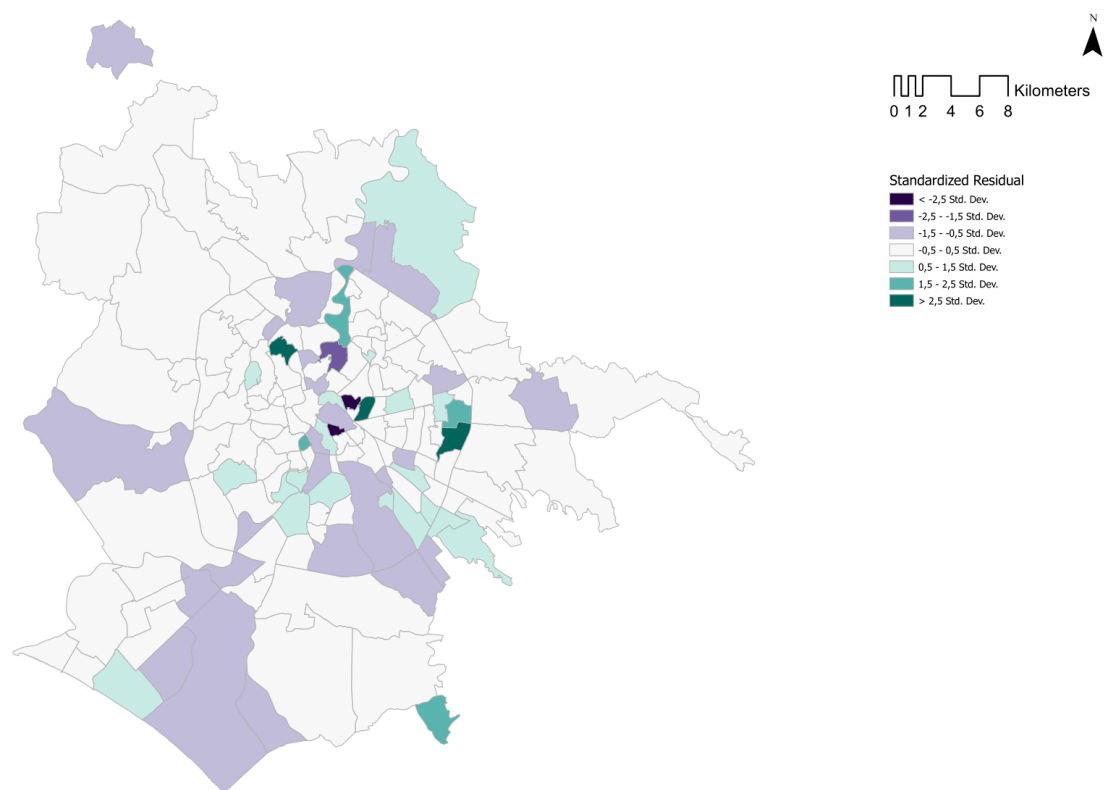 N
Kilometers
0 1 2 4 6 8
Standardized Residual
< -2,5 Std. Dev.
-2,5 - -1,5 Std. Dev.
-1,5 - -0,5 Std. Dev.
-0,5 - 0,5 Std. Dev.
0,5 - 1,5 Std. Dev.
1,5 - 2,5 Std. Dev.
> 2,5 Std. Dev.